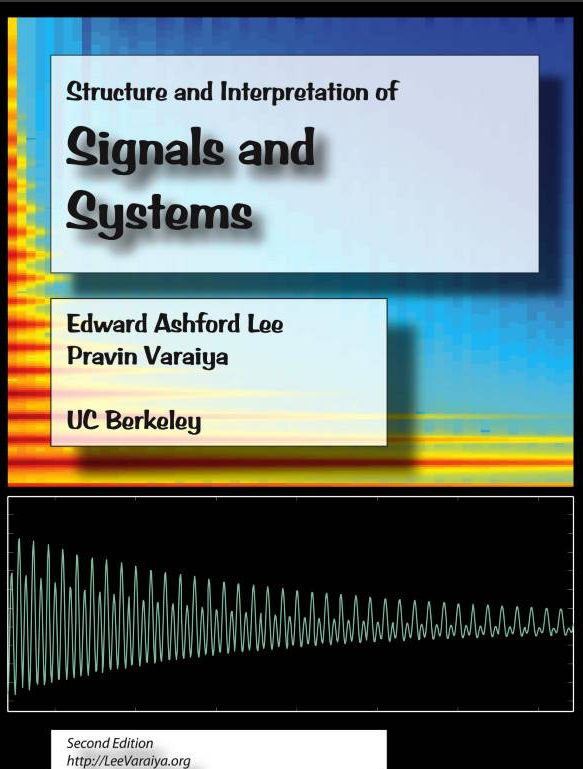 Structure and Interpretation of
Signals and
Systems
Edward Ashford Lee
Pravin Varaiya
UC Berkeley
Second Edition
http://LeeVaraiya.org